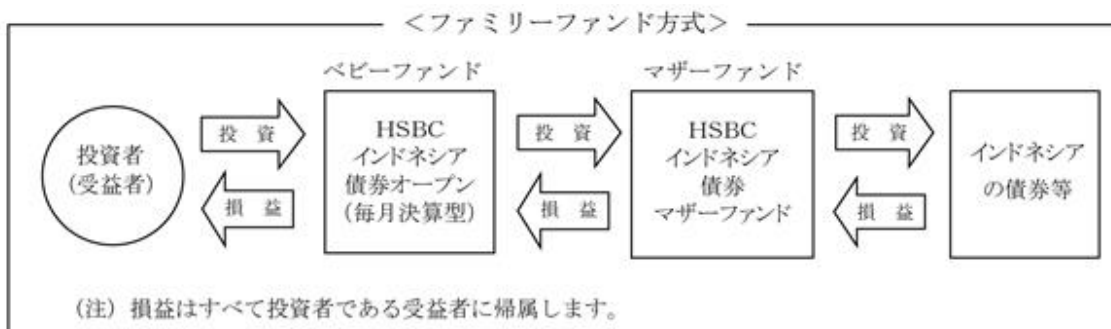 ＜ファミリーファンド方式＞
ベビーファンド
マザーファンド
投資者
(受益者)
投 資
損 益
HSBC
インドネシア
債券オープン
(毎月決算型)
投 資
損 益
HSBC
インドネシア
債券
マザーファンド
投 資
損 益
インドネシア
の債券等
(注) 損益はすべて投資者である受益者に帰属します。